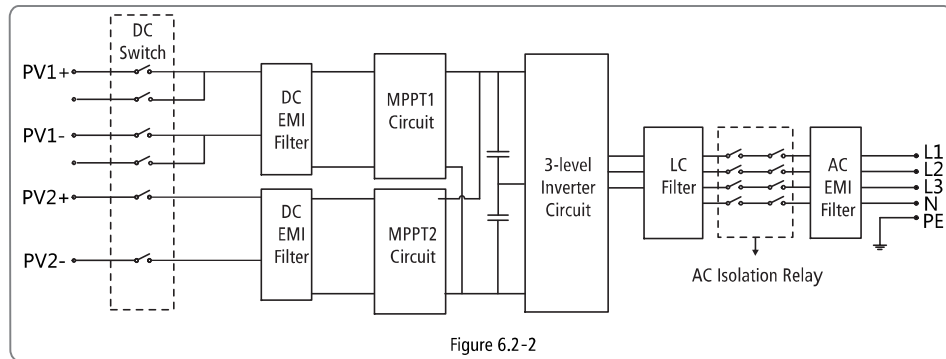 DC
Switch
PV1+
PV1-
PV2+
PV2-
DC
EMI
Filter
DC
EMI
Filter
MPPT1
Circuit
MPPT2
Circuit
3-level
Inverter
Circuit
LC
Filter
AC
EMI
Filter
L1
L2
L3
N
PE
AC Isolation Relay
Figure 6.2-2